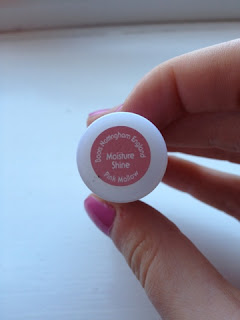 Boots Nottingham England
Moisture
Shine
Pink Mallow